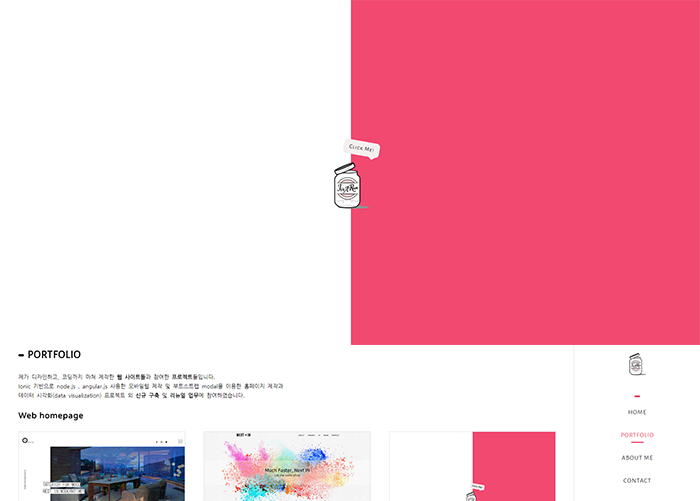 CLICK ME!
PORTFOLIO
제가 디자인하고, 코딩까지 마쳐 제작한 웹 사이트들과 참여한 프로젝트들입니다.
Ionic 기반으로 node.js , angular.js 사용한 모바일웹 제작 및 부트스트랩 modal을 이용한 홈페이지 제작과
데이터 시각화(data visualization) 프로젝트 외 신규 구축 및 리뉴얼 업무에 참여하였습니다.
Web homepage
Much Faster, Next IN
HOME
PORTFOLIO
ABOUT ME
CONTACT